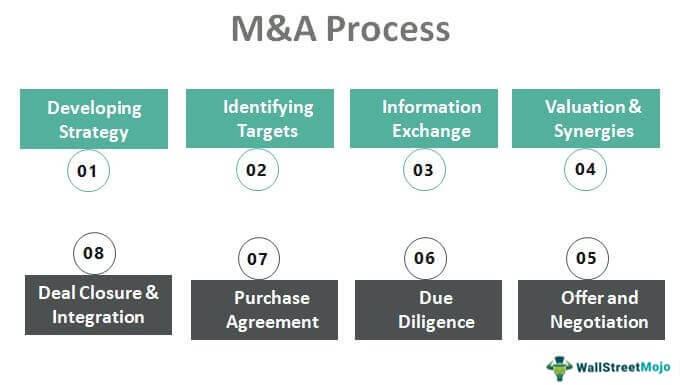 M&A Process
Developing
Strategy
01
Identifying
Targets
02
Information
Exchange
03
Valuation &
Synergies
04
05
Offer and
Negotiation
06
Due
Diligence
07
Purchase
Agreement
08
Deal Closure &
Integration
WallStreetMojo